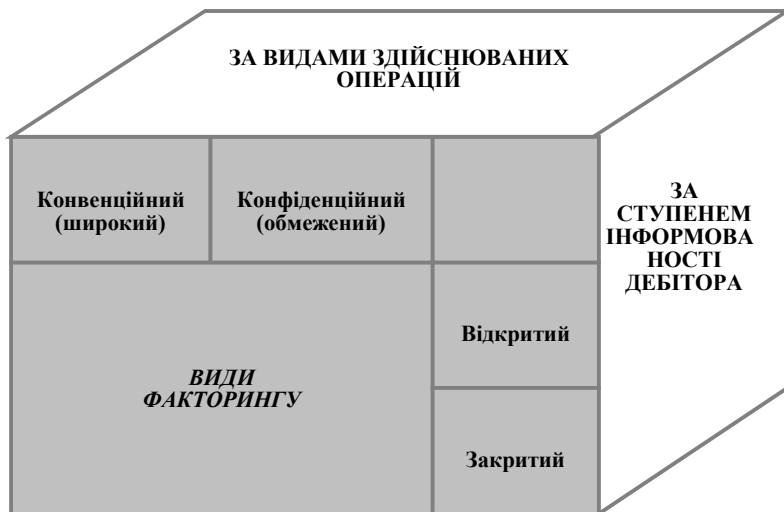 ЗА ВИДАМИ ЗДІЙСНЮВАНИХ
ОПЕРАЦІЙ
Конвенційний
(широкий)
Конфіденційний
(обмежений)
ЗА
СТУПЕНЕМ
ІНФОРМОВА
НОСТІ
ДЕБІТОРА
Відкритий
ВИДИ
ФАКТОРИНГУ
Закритий